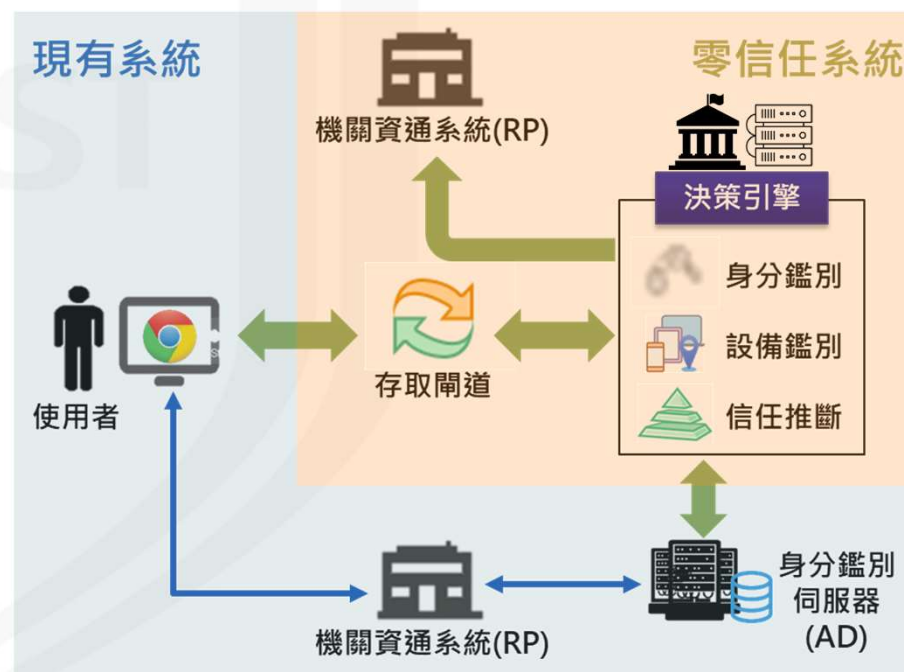 現有系統
零信任系統
機關資通系統(RP)
決策引擎
身分鑑別
設備鑑別
信任推斷
存取閘道
使用者
機關資通系統(RP)
身分鑑別
伺服器
(AD)